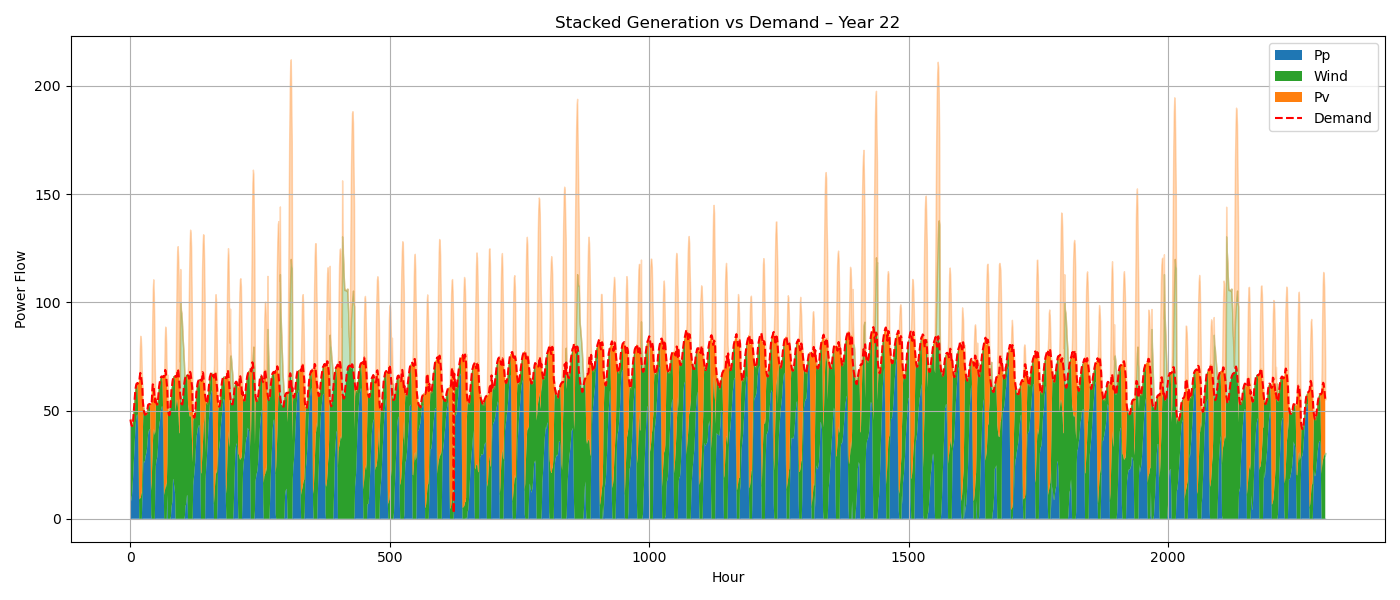 Stacked Generation vs Demand – Year 22
Power Flow
200
150
100
50
0
0 500 1000 1500 2000
Hour
Pp
Wind
Pv
Demand